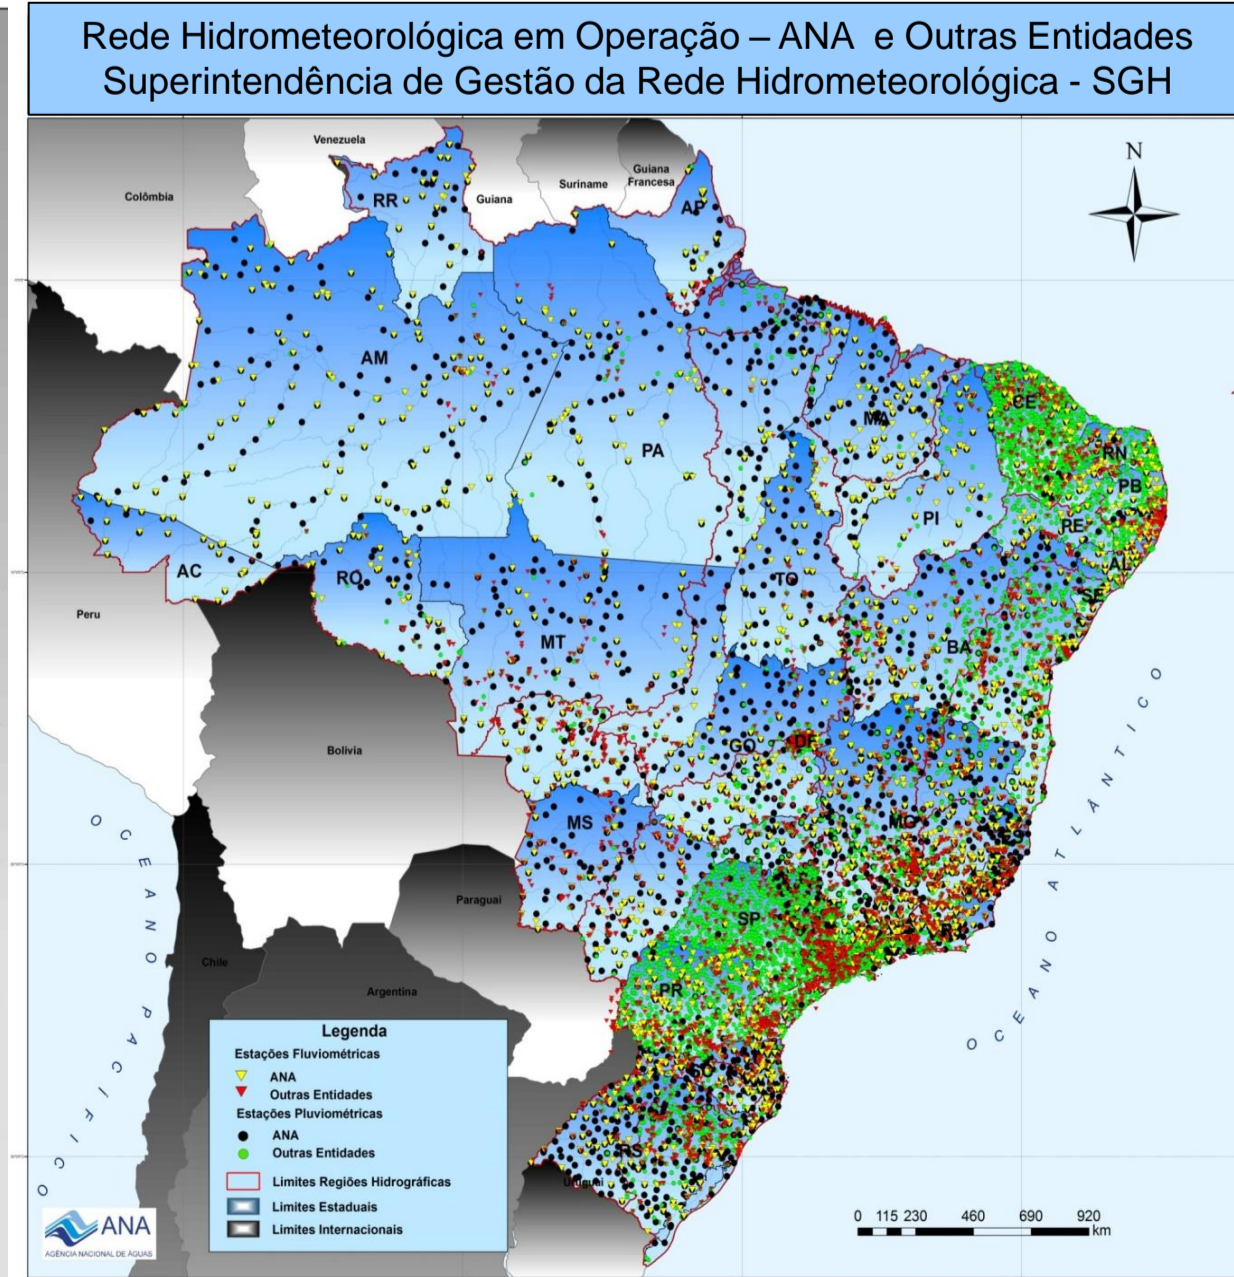 Rede Hidrometeorológica em Operação – ANA e Outras Entidades
Superintendência de Gestão da Rede Hidrometeorológica - SGH
Venezuela
Colômbia
Guiana
Suriname
Guiana
Francesa
N
RR
AP
AM
PA
MA
CE
RN
PB
PI
PE
AL
SE
AC
RO
TO
BA
MT
Peru
Bolívia
GO
DF
MS
MG
ES
Paraguai
SP
RJ
Chile
Argentina
PR
SC
RS
Uruguai
OCEANO PACÍFICO
OCEANO ATLÂNTICO
Legenda
Estações Fluviométricas
ANA
Outras Entidades
Estações Pluviométricas
ANA
Outras Entidades
Limites Regiões Hidrográficas
Limites Estaduais
Limites Internacionais
ANA
AGÊNCIA NACIONAL DE ÁGUAS
0 115 230 460 690 920
km